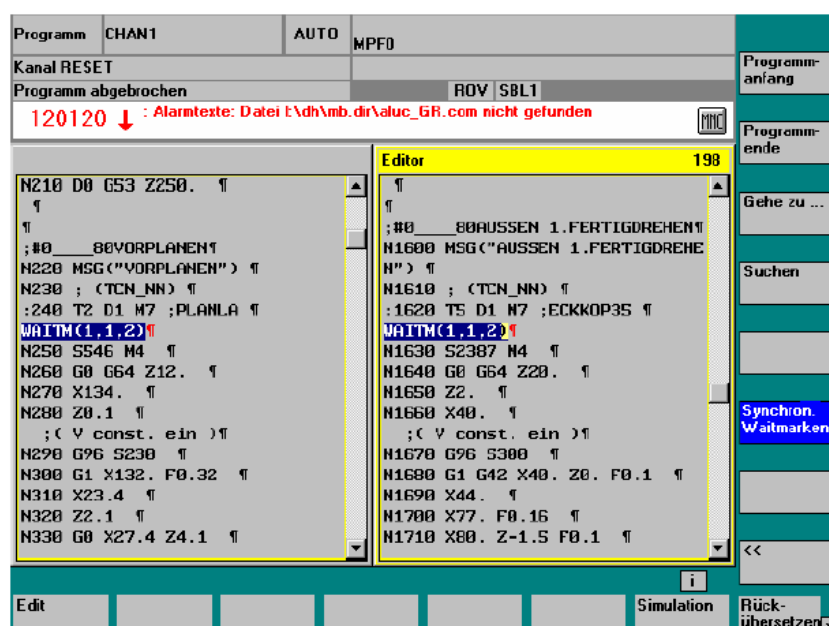 Programm CHAN1 AUTO MPF0
Kanal RESET
Programm abgebrochen ROV SBL1
120120 ↓ : Alarmtexte: Datei F:\dh\mb.dir\aluc_GR.com nicht gefunden MMC
Editor 198
N210 D0 G53 Z250. ¶
¶
¶
;#0____80VORPLANEN¶
N220 MSG("VORPLANEN") ¶
N230 ; (TCN_NN) ¶
:240 T2 D1 M7 ;PLANLA ¶
WAITM(1,1,2)¶
N250 S546 M4 ¶
N260 G0 G64 Z12. ¶
N270 X134. ¶
N280 Z0.1 ¶
;( V const. ein )¶
N290 G96 S230 ¶
N300 G1 X132. F0.32 ¶
N310 X23.4 ¶
N320 Z2.1 ¶
N330 G0 X27.4 Z4.1 ¶
¶
¶
;#0____80AUSSEN 1.FERTIGDREHEN¶
N1600 MSG("AUSSEN 1.FERTIGDREHE
N") ¶
N1610 ; (TCN_NN) ¶
:1620 T5 D1 M7 ;ECKKOP35 ¶
WAITM(1,1,2)¶
N1630 S2387 M4 ¶
N1640 G0 G64 Z20. ¶
N1650 Z2. ¶
N1660 X40. ¶
;( V const. ein )¶
N1670 G96 S300 ¶
N1680 G1 G42 X40. Z0. F0.1 ¶
N1690 X44. ¶
N1700 X77. F0.16 ¶
N1710 X80. Z-1.5 F0.1 ¶
Programm-
anfang
Programm-
ende
Gehe zu ...
Suchen
Synchron.
Waitmarken
<<
i
Edit
Simulation
Rück-
übersetzen